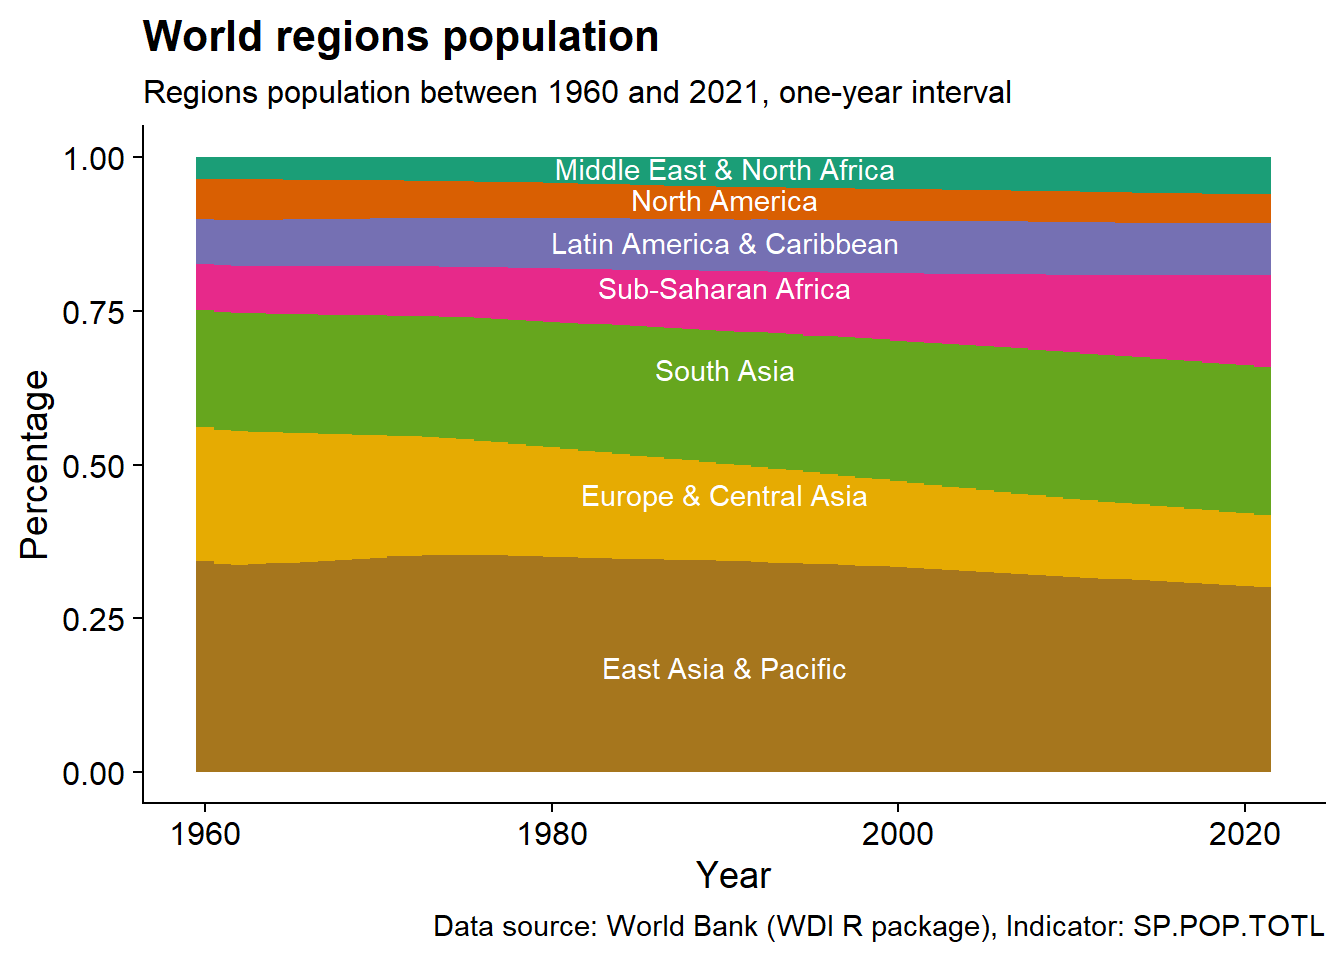 World regions population
Regions population between 1960 and 2021, one-year interval
1.00
0.75
0.50
0.25
0.00
Percentage
Middle East & North Africa
North America
Latin America & Caribbean
Sub-Saharan Africa
South Asia
Europe & Central Asia
East Asia & Pacific
1960 1980 2000 2020
Year
Data source: World Bank (WDI R package), Indicator: SP.POP.TOTL